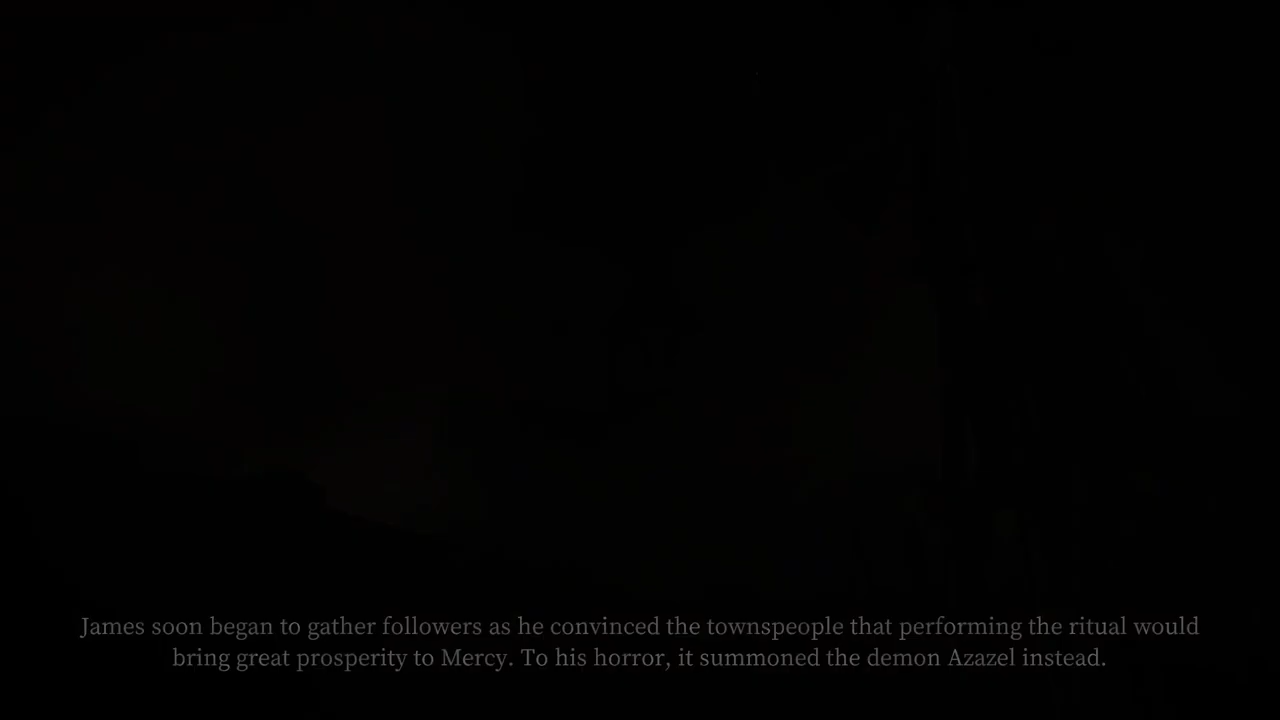 James soon began to gather followers as he convinced the townspeople that performing the ritual would
bring great prosperity to Mercy. To his horror, it summoned the demon Azazel instead.